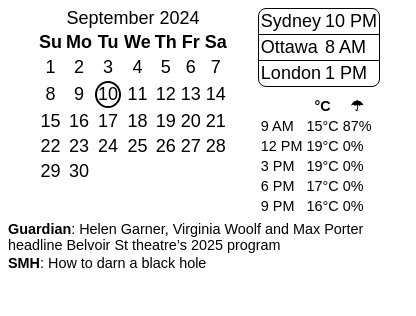 September 2024
Su Mo Tu We Th Fr Sa
1 2 3 4 5 6 7
8 9 10 11 12 13 14
15 16 17 18 19 20 21
22 23 24 25 26 27 28
29 30
Sydney 10 PM
Ottawa 8 AM
London 1 PM
°C ☂
9 AM 15°C 87%
12 PM 19°C 0%
3 PM 19°C 0%
6 PM 17°C 0%
9 PM 16°C 0%
Guardian: Helen Garner, Virginia Woolf and Max Porter
headline Belvoir St theatre’s 2025 program
SMH: How to darn a black hole